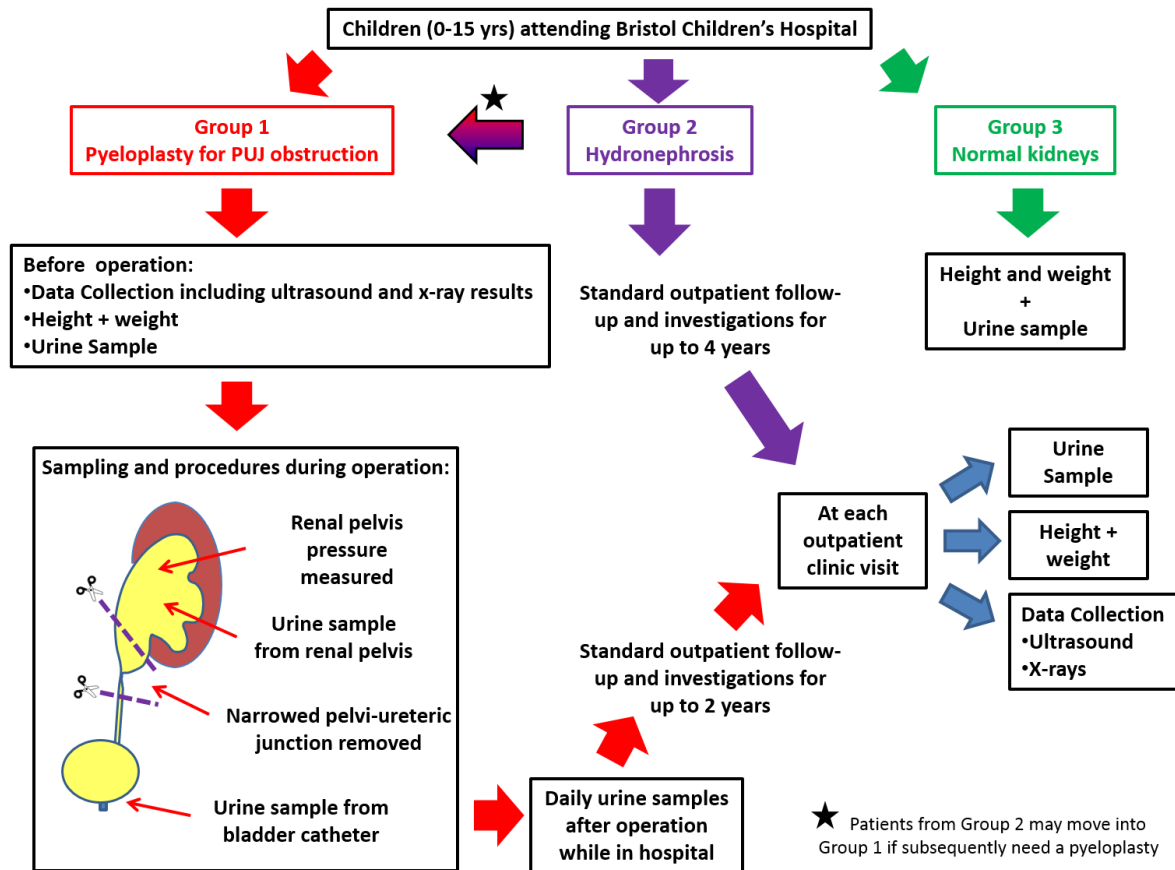 Children (0-15 yrs) attending Bristol Children's Hospital
Group 1
Pyeloplasty for PUJ obstruction
Group 2
Hydronephrosis
Group 3
Normal kidneys
Before operation:
•Data Collection including ultrasound and x-ray results
•Height + weight
•Urine Sample
Standard outpatient follow-
up and investigations for
up to 4 years
Height and weight
+
Urine sample
Sampling and procedures during operation:
Renal pelvis
pressure
measured
Urine sample
from renal pelvis
Narrowed pelvi-ureteric
junction removed
Urine sample from
bladder catheter
Daily urine samples
after operation
while in hospital
Standard outpatient follow-
up and investigations for
up to 2 years
At each
outpatient
clinic visit
Urine
Sample
Height +
weight
Data Collection
•Ultrasound
•X-rays
Patients from Group 2 may move into
Group 1 if subsequently need a pyeloplasty